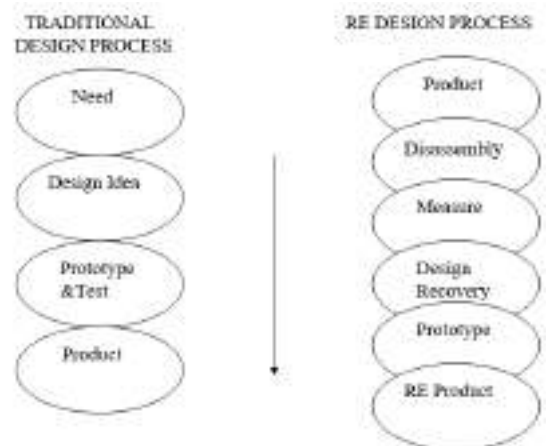 TRADITIONAL
DESIGN PROCESS
Need
Design Idea
Prototype
&Test
Product
RE DESIGN PROCESS
Product
Disassembly
Measure
Design
Recovery
Prototype
RE Product